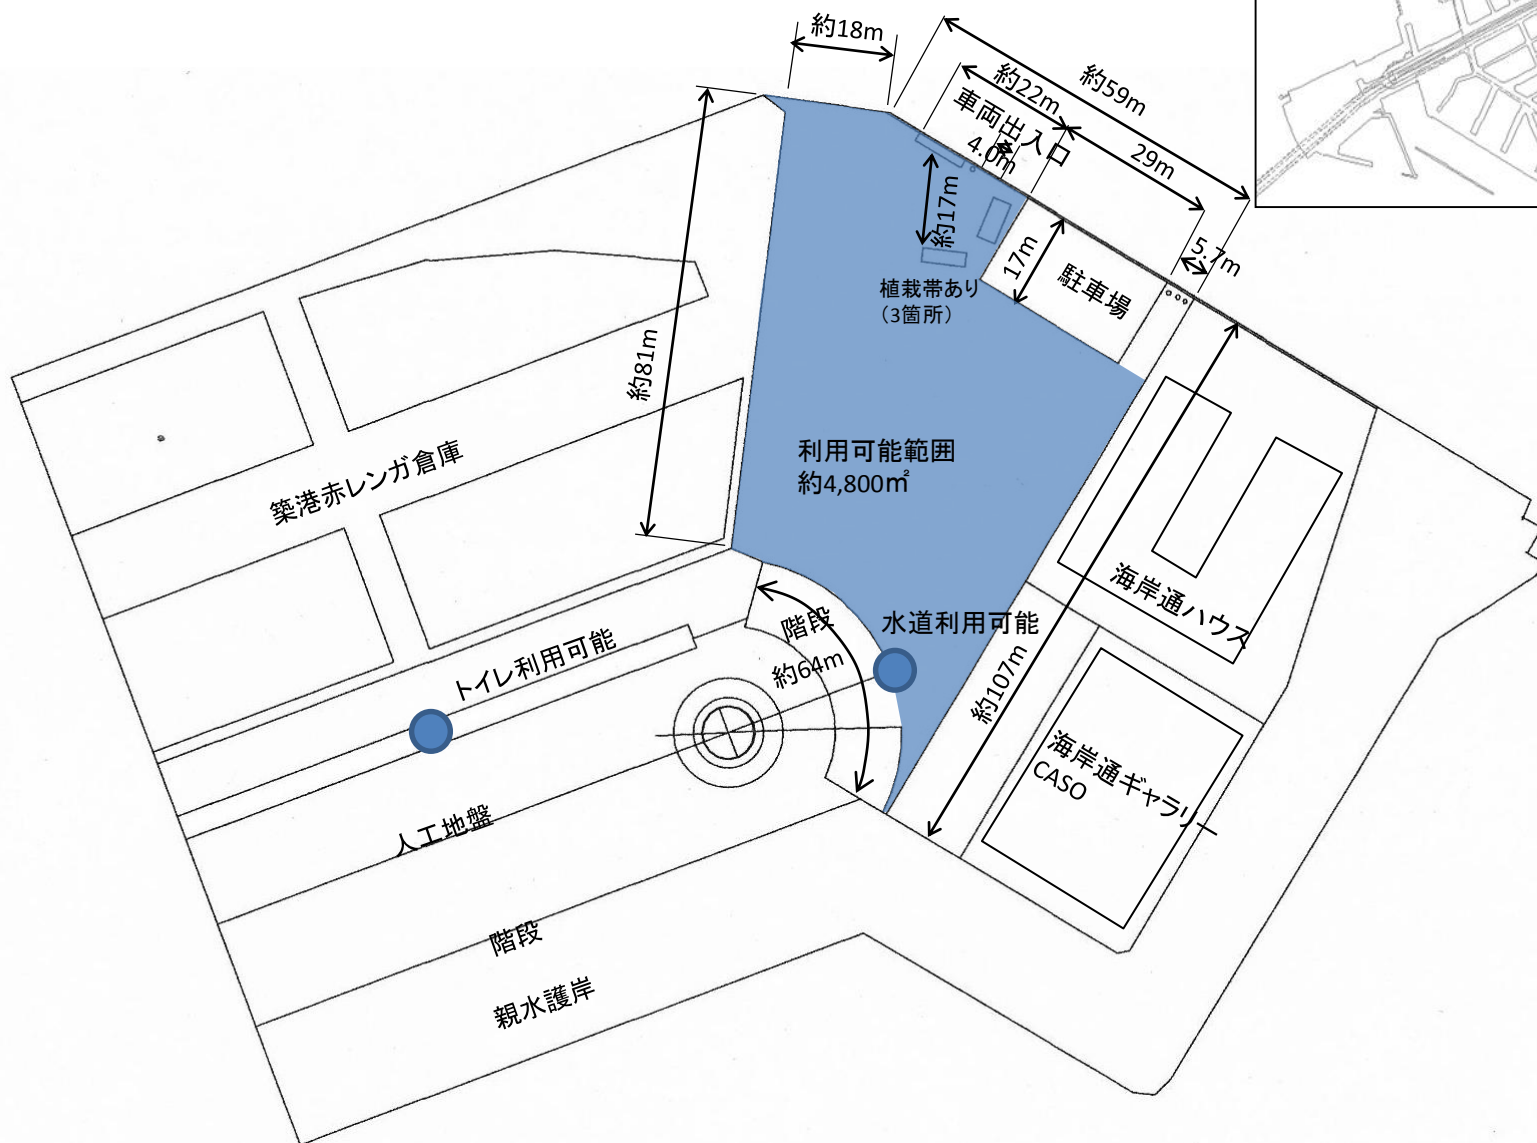 約18m
約59m
約22m
車両出入口
4.0m
29m
約17m
5.7m
17m
駐車場
植栽帯あり
（3箇所）
約81m
利用可能範囲
約4,800㎡
築港赤レンガ倉庫
海岸通ハウス
水道利用可能
階段
約64m
トイレ利用可能
約107m
海岸通ギャラリー
CASO
人工地盤
階段
親水護岸